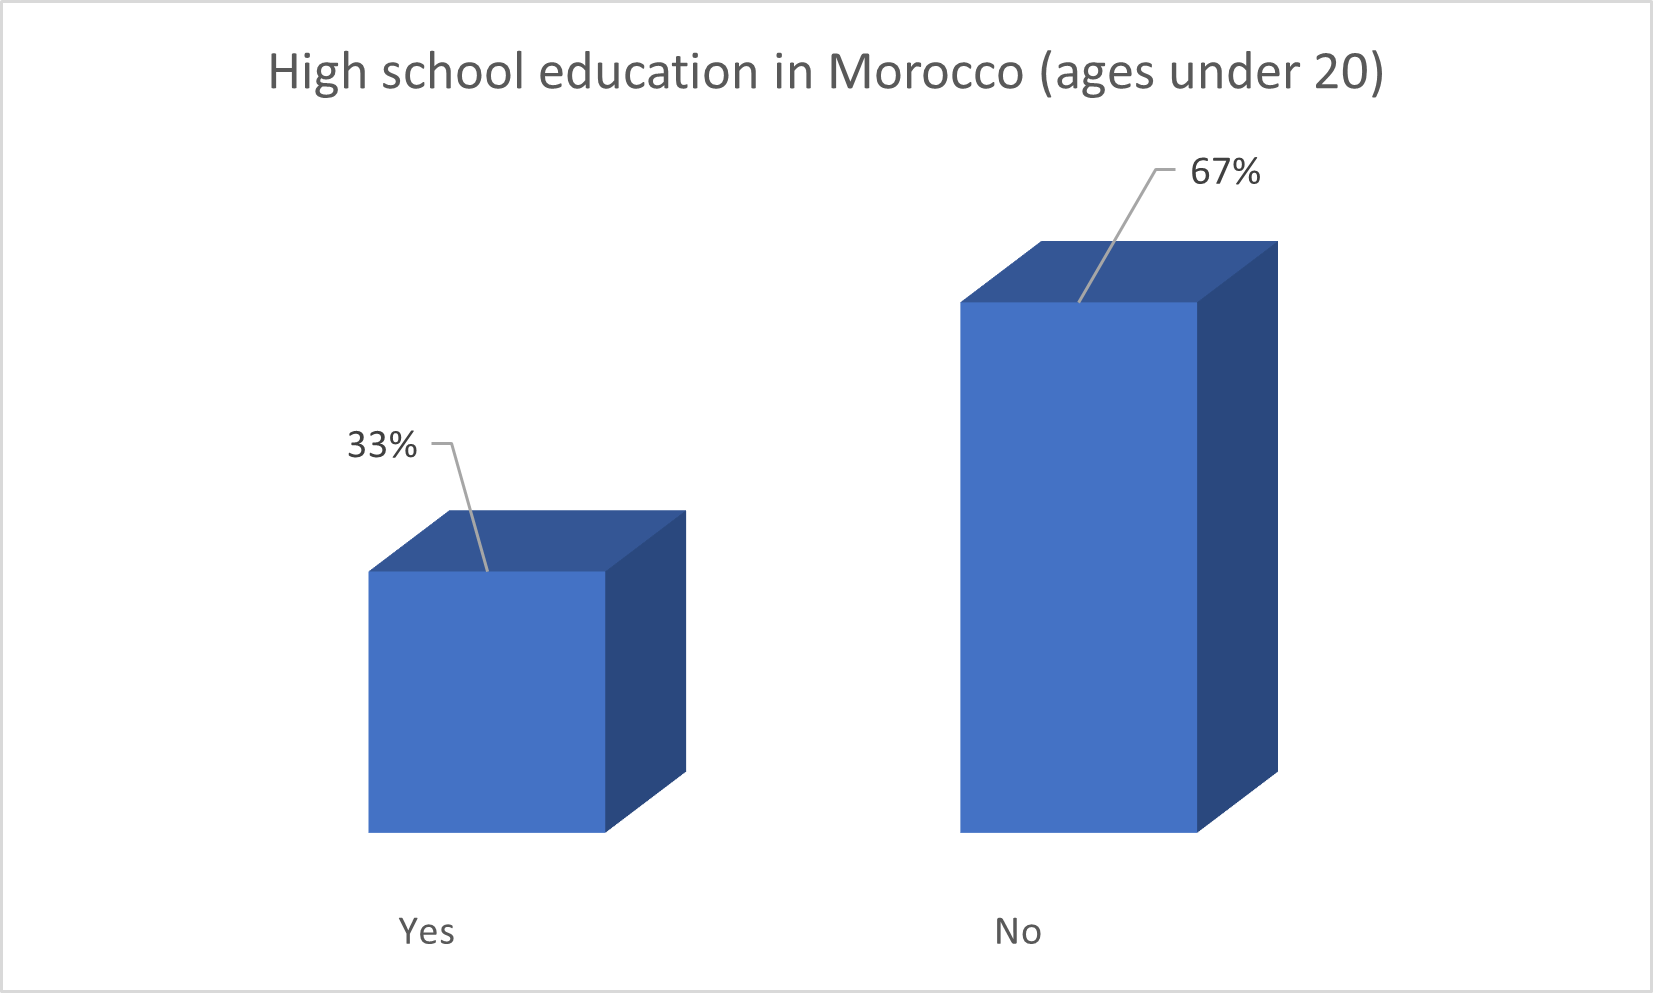 High school education in Morocco (ages under 20)
67%
33%
Yes No